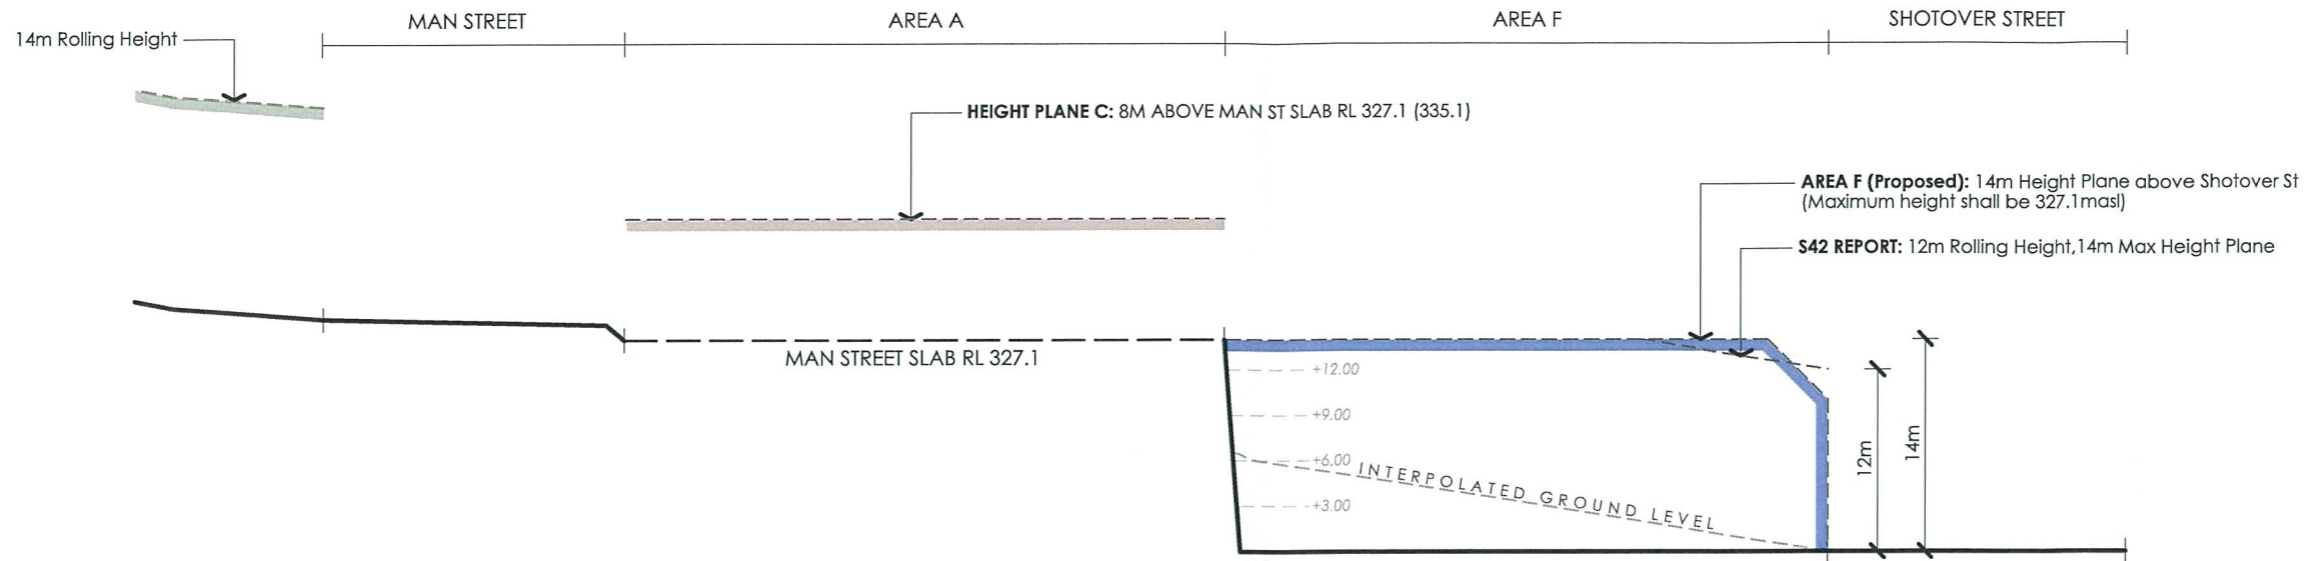 MAN STREET
AREA A
AREA F
SHOTOVER STREET
14m Rolling Height
HEIGHT PLANE C: 8M ABOVE MAN ST SLAB RL 327.1 (335.1)
AREA F (Proposed): 14m Height Plane above Shotover St
(Maximum height shall be 327.1masl)
S42 REPORT: 12m Rolling Height,14m Max Height Plane
MAN STREET SLAB RL 327.1
+12.00
+9.00
+6.00
+3.00
INTERPOLATED GROUND LEVEL
12m
14m